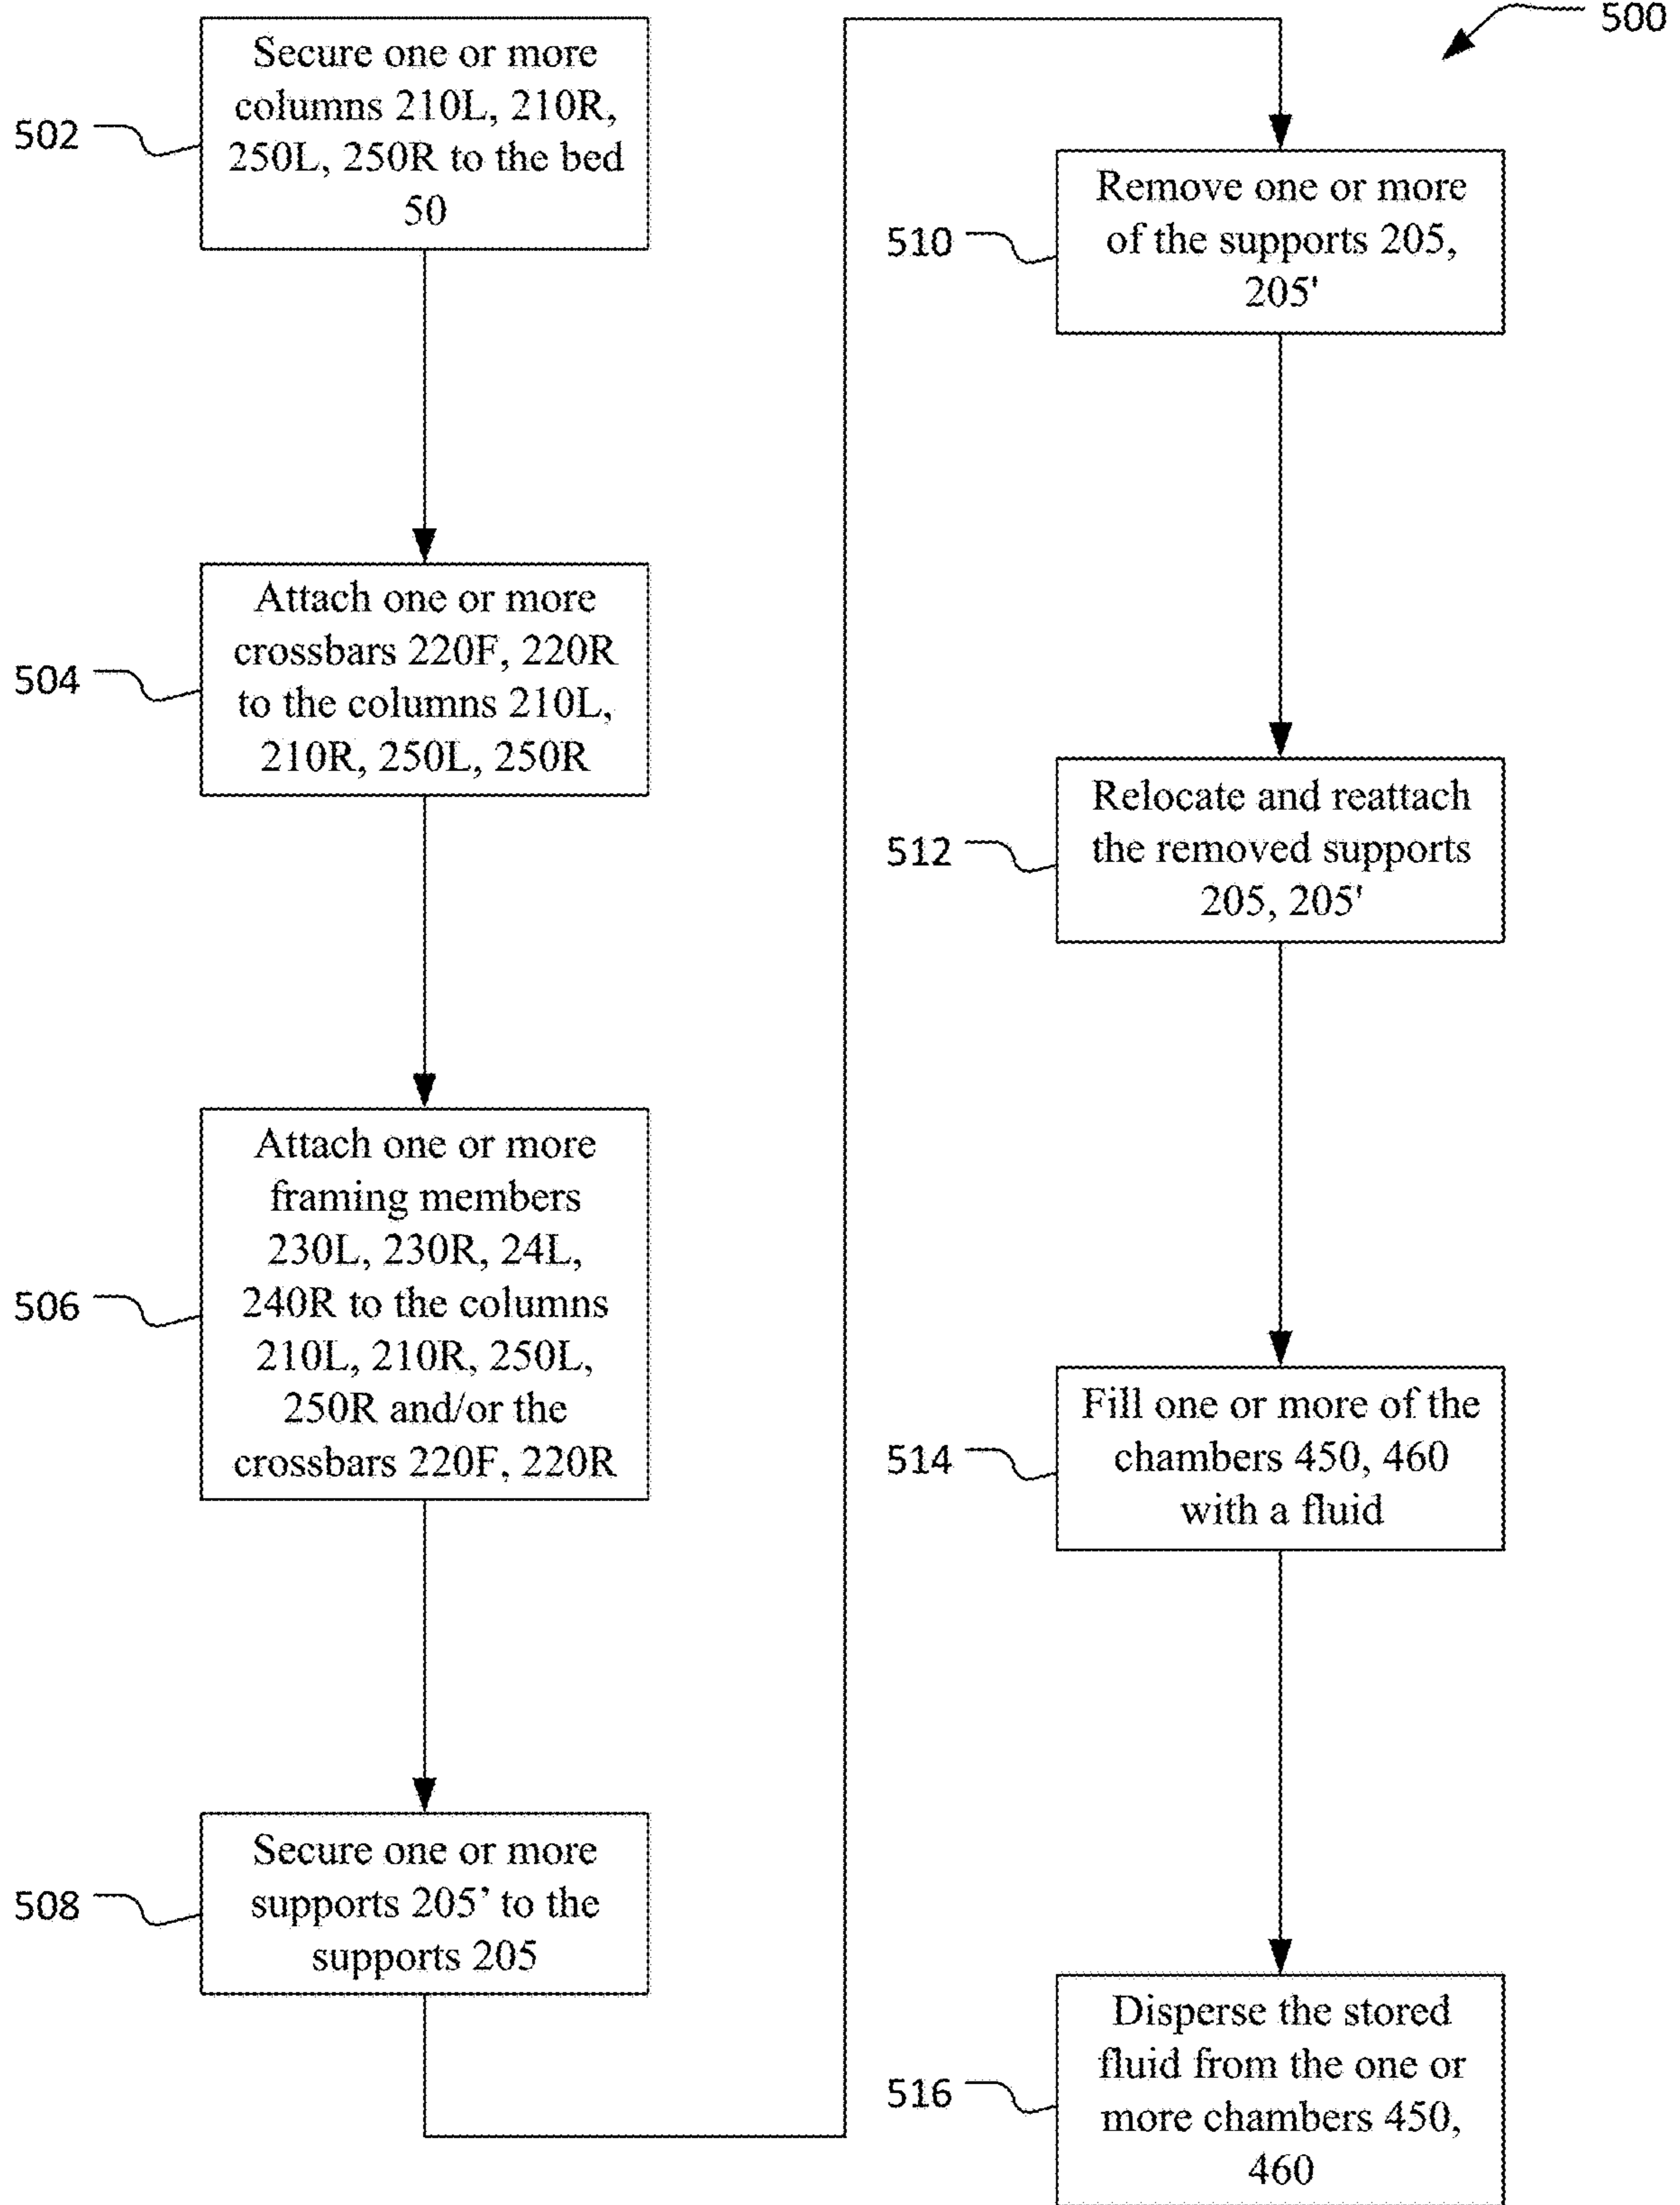 500
502
Secure one or more
columns 210L, 210R,
250L, 250R to the bed
50
504
Attach one or more
crossbars 220F, 220R
to the columns 210L,
210R, 250L, 250R
506
Attach one or more
framing members
230L, 230R, 24L,
240R to the columns
210L, 210R, 250L,
250R and/or the
crossbars 220F, 220R
508
Secure one or more
supports 205’ to the
supports 205
510
Remove one or more
of the supports 205,
205'
512
Relocate and reattach
the removed supports
205, 205'
514
Fill one or more of the
chambers 450, 460
with a fluid
516
Disperse the stored
fluid from the one or
more chambers 450,
460